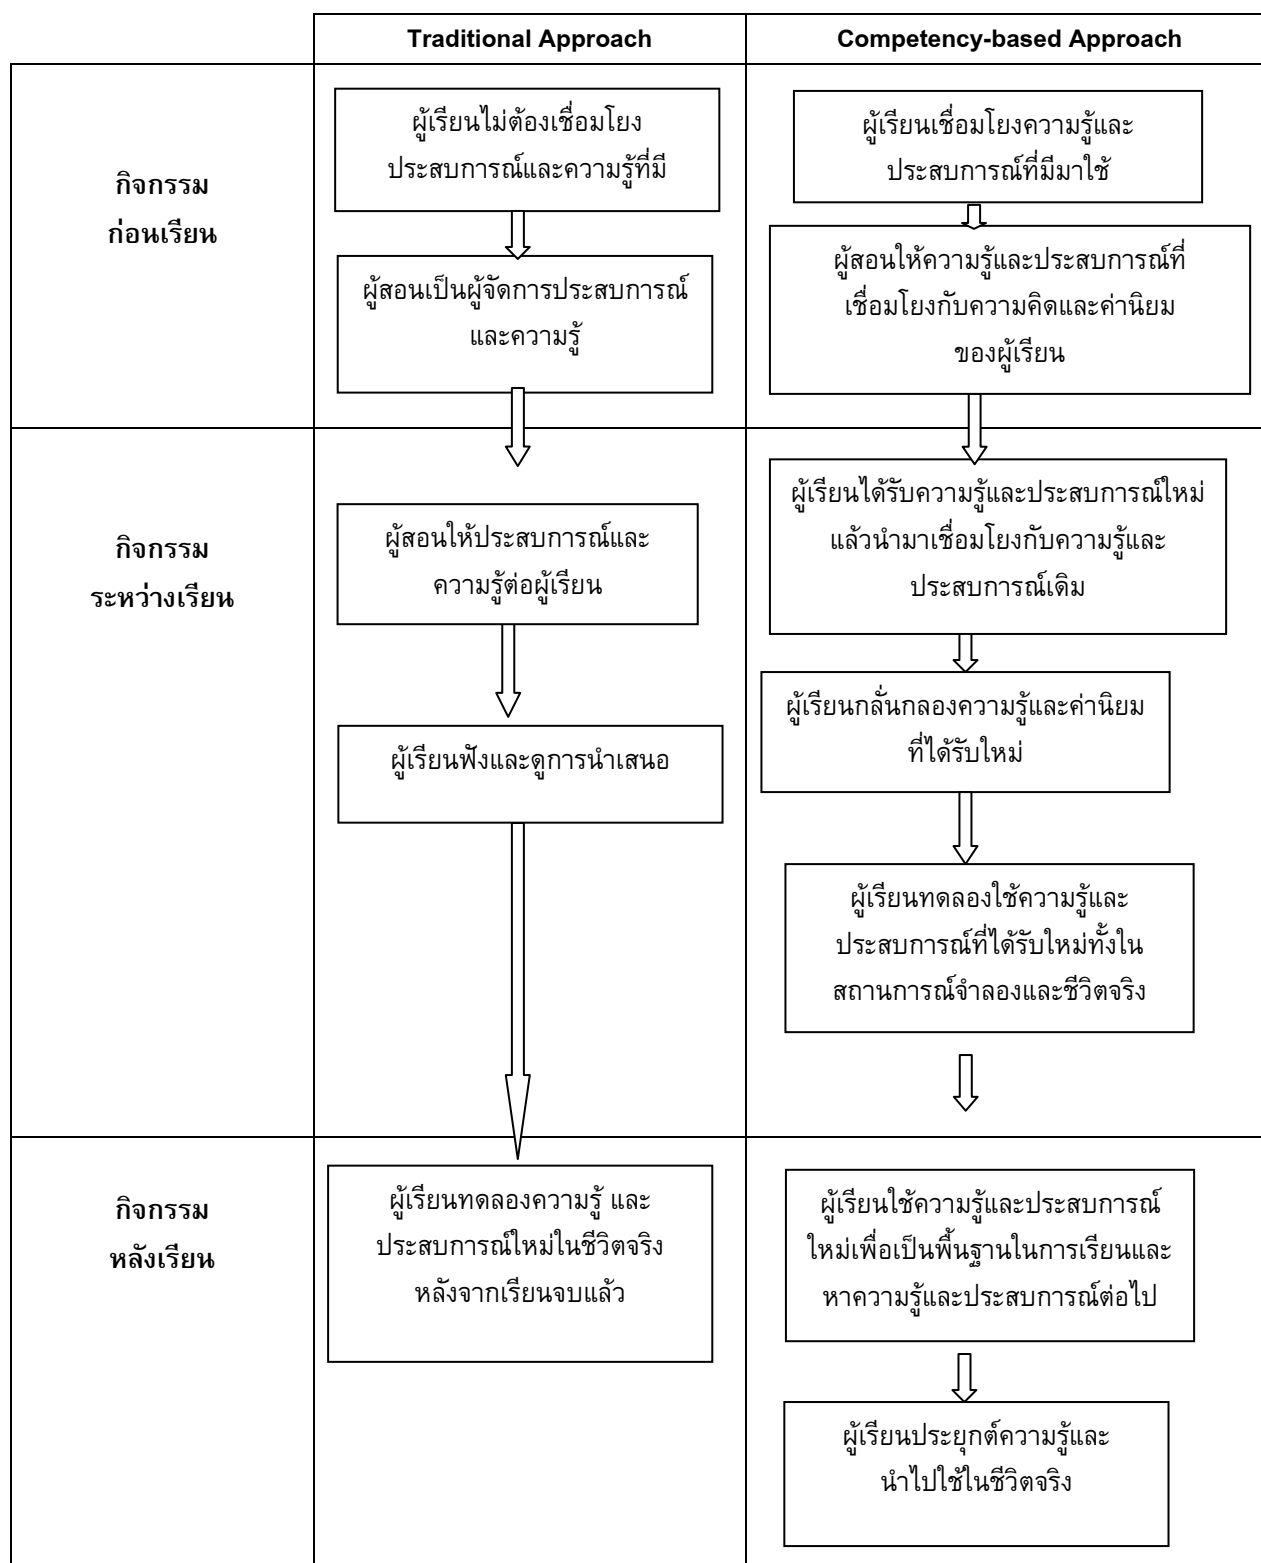 Traditional Approach
Competency-based Approach
กิจกรรม
ก่อนเรียน
ผู้เรียนไม่ต้องเชื่อมโยง
ประสบการณ์และความรู้ที่มี
ผู้สอนเป็นผู้จัดการประสบการณ์
และความรู้
ผู้เรียนเชื่อมโยงความรู้และ
ประสบการณ์ที่มีมาใช้
ผู้สอนให้ความรู้และประสบการณ์ที่
เชื่อมโยงกับความคิดและค่านิยม
ของผู้เรียน
กิจกรรม
ระหว่างเรียน
ผู้สอนให้ประสบการณ์และ
ความรู้ต่อผู้เรียน
ผู้เรียนฟังและดูการนำเสนอ
ผู้เรียนได้รับความรู้และประสบการณ์ใหม่
แล้วนำมาเชื่อมโยงกับความรู้และ
ประสบการณ์เดิม
ผู้เรียนกลั่นกลองความรู้และค่านิยม
ที่ได้รับใหม่
ผู้เรียนทดลองใช้ความรู้และ
ประสบการณ์ที่ได้รับใหม่ทั้งใน
สถานการณ์จำลองและชีวิตจริง
กิจกรรม
หลังเรียน
ผู้เรียนทดลองความรู้ และ
ประสบการณ์ใหม่ในชีวิตจริง
หลังจากเรียนจบแล้ว
ผู้เรียนใช้ความรู้และประสบการณ์
ใหม่เพื่อเป็นพื้นฐานในการเรียนและ
หาความรู้และประสบการณ์ต่อไป
ผู้เรียนประยุกต์ความรู้และ
นำไปใช้ในชีวิตจริง